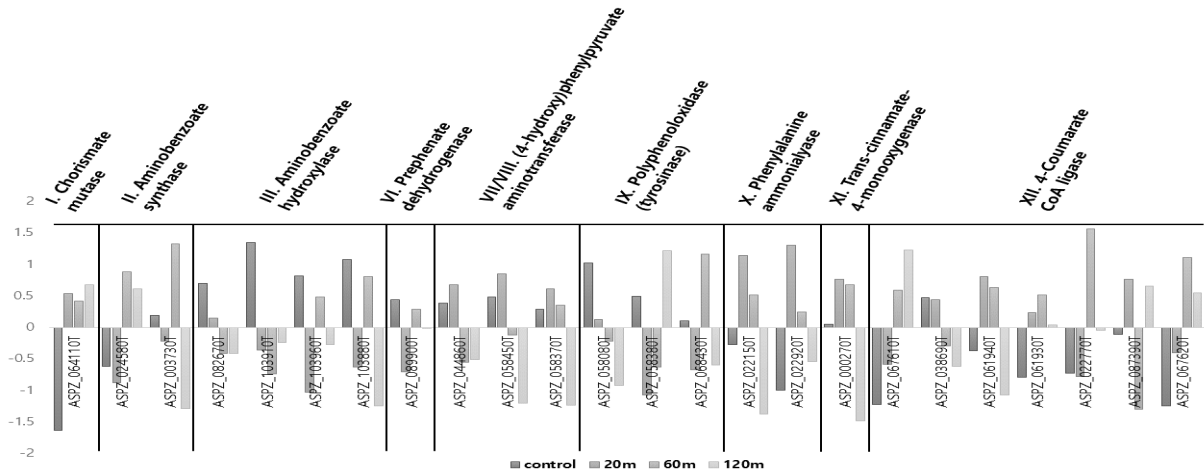 I. Chorismate
mutase
II. Aminobenzoate
synthase
III. Aminobenzoate
hydroxylase
VI. Prephenate
dehydrogenase
VII/VIII. (4-hydroxy)phenylpyruvate
aminotransferase
IX. Polyphenoloxidase
(tyrosinase)
X. Phenylalanine
ammonialyase
XI. Trans-cinnamate-
4-monooxygenase
XII. 4-Coumarate
CoA ligase
2
1.5
1
0.5
0
-0.5
-1
-1.5
-2
ASPZ_064110T
ASPZ_024580T
ASPZ_003730T
ASPZ_082670T
ASPZ_103910T
ASPZ_103960T
ASPZ_103880T
ASPZ_089900T
ASPZ_044860T
ASPZ_058450T
ASPZ_058370T
ASPZ_058080T
ASPZ_058380T
ASPZ_068430T
ASPZ_022150T
ASPZ_022920T
ASPZ_000270T
ASPZ_067610T
ASPZ_038690T
ASPZ_061940T
ASPZ_061930T
ASPZ_022770T
ASPZ_087390T
ASPZ_067620T
control 20m 60m 120m